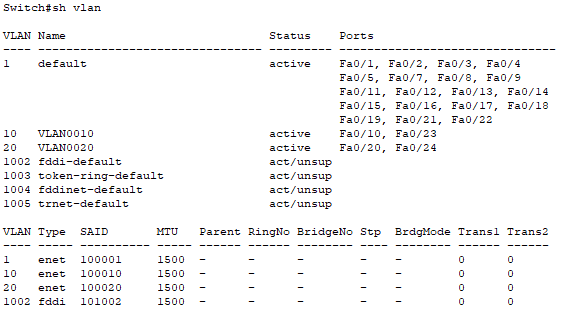 Switch#sh vlan
VLAN Name Status Ports
---- -------------------------------- --------- -------------------------------
1 default active Fa0/1, Fa0/2, Fa0/3, Fa0/4
Fa0/5, Fa0/7, Fa0/8, Fa0/9
Fa0/11, Fa0/12, Fa0/13, Fa0/14
Fa0/15, Fa0/16, Fa0/17, Fa0/18
Fa0/19, Fa0/21, Fa0/22
10 VLAN0010 active Fa0/10, Fa0/23
20 VLAN0020 active Fa0/20, Fa0/24
1002 fddi-default act/unsup
1003 token-ring-default act/unsup
1004 fddinet-default act/unsup
1005 trnet-default act/unsup
VLAN Type SAID MTU Parent RingNo BridgeNo Stp BrdgMode Trans1 Trans2
---- ----- ---------- ----- ------ ------ -------- ---- -------- ------ ------
1 enet 100001 1500 - - - - - 0 0
10 enet 100010 1500 - - - - - 0 0
20 enet 100020 1500 - - - - - 0 0
1002 fddi 101002 1500 - - - - - 0 0